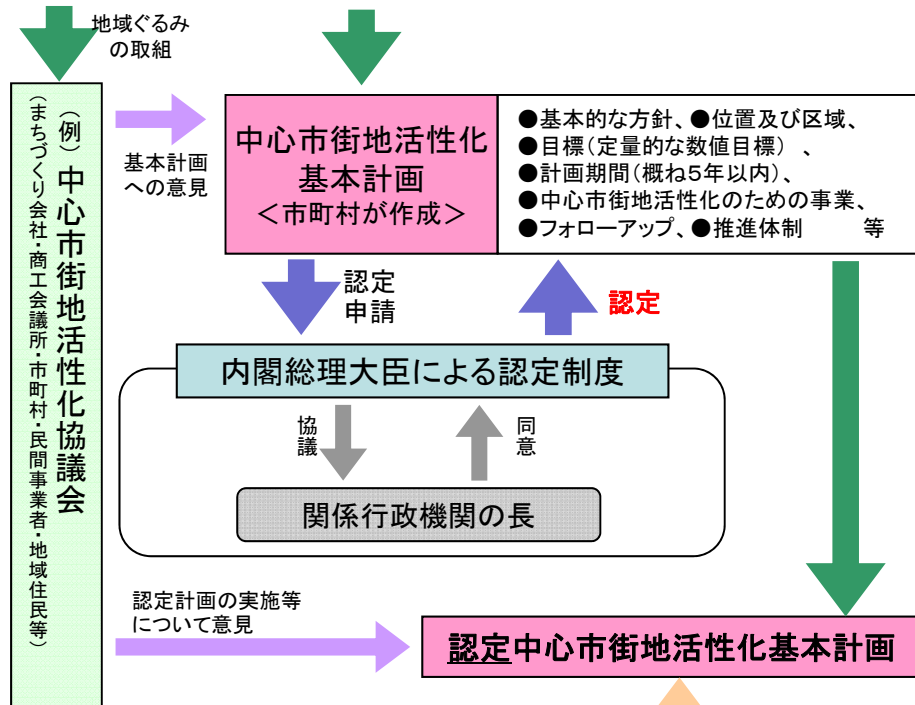 地域ぐるみ
の取組
中心市街地活性化協議会
(例)
(まちづくり会社・商工会議所・市町村・民間事業者・地域住民等)
基本計画
への意見
中心市街地活性化
基本計画
<市町村が作成>
●基本的な方針、●位置及び区域、
●目標(定量的な数値目標) 、
●計画期間(概ね5年以内)、
●中心市街地活性化のための事業、
●フォローアップ、●推進体制 等
認定
申請
認定
内閣総理大臣による認定制度
協議
同意
関係行政機関の長
認定計画の実施等
について意見
認定中心市街地活性化基本計画